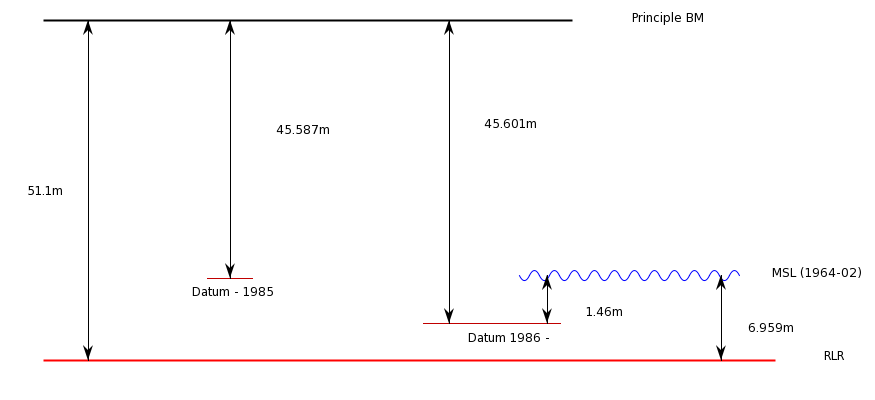 Principle BM
45.587m
45.601m
51.1m
MSL (1964-02)
Datum - 1985
1.46m
6.959m
Datum 1986 -
RLR